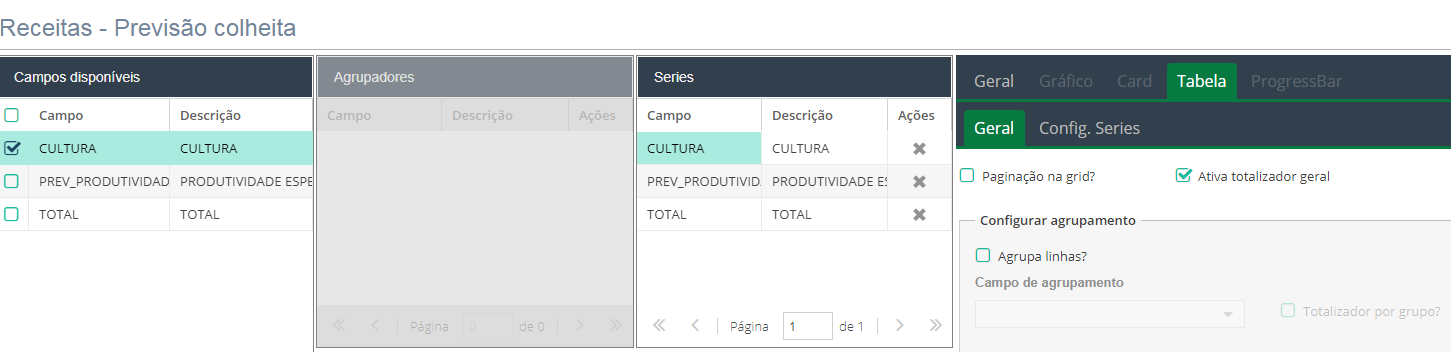 Receitas - Previsão colheita
Campos disponíveis
Campo Descrição
CULTURA CULTURA
PREV_PRODUTIVIDAD PRODUTIVIDADE ESPE
TOTAL TOTAL
Agrupadores
Campo Descrição Ações
Página 0 de 0
Series
Campo Descrição Ações
CULTURA CULTURA
PREV_PRODUTIVID. PRODUTIVIDADE ES
TOTAL TOTAL
Página 1 de 1
Geral Gráfico Card Tabela ProgressBar
Geral Config. Series
Paginação na grid? Ativa totalizador geral
Configurar agrupamento
Agrupa linhas?
Campo de agrupamento
Totalizador por grupo?